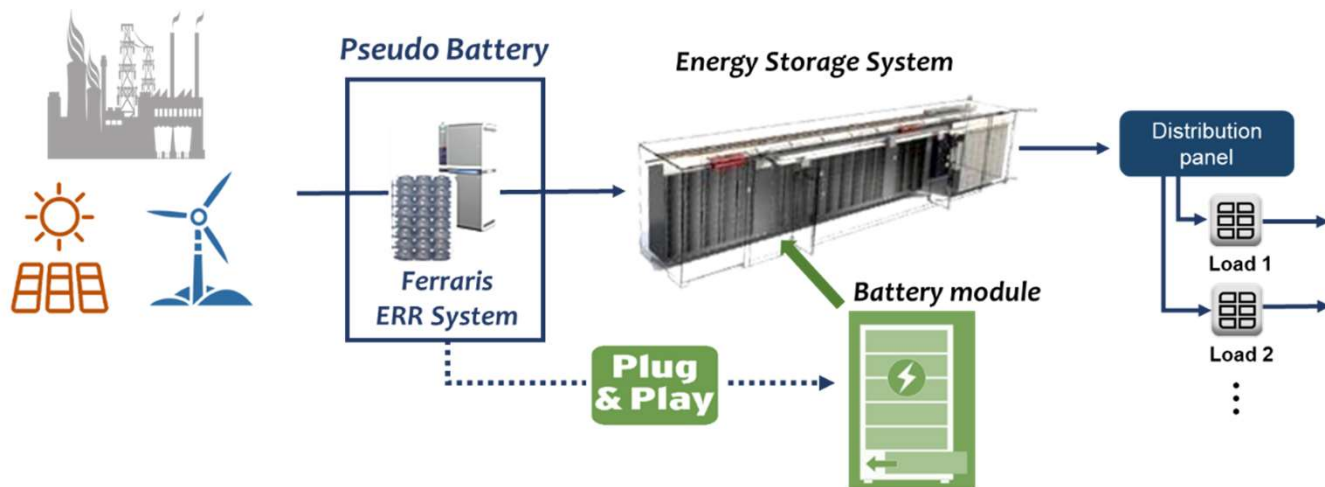 Pseudo Battery
Energy Storage System
Distribution
panel
Ferraris
ERR System
Load 1
Battery module
Load 2
Plug
& Play